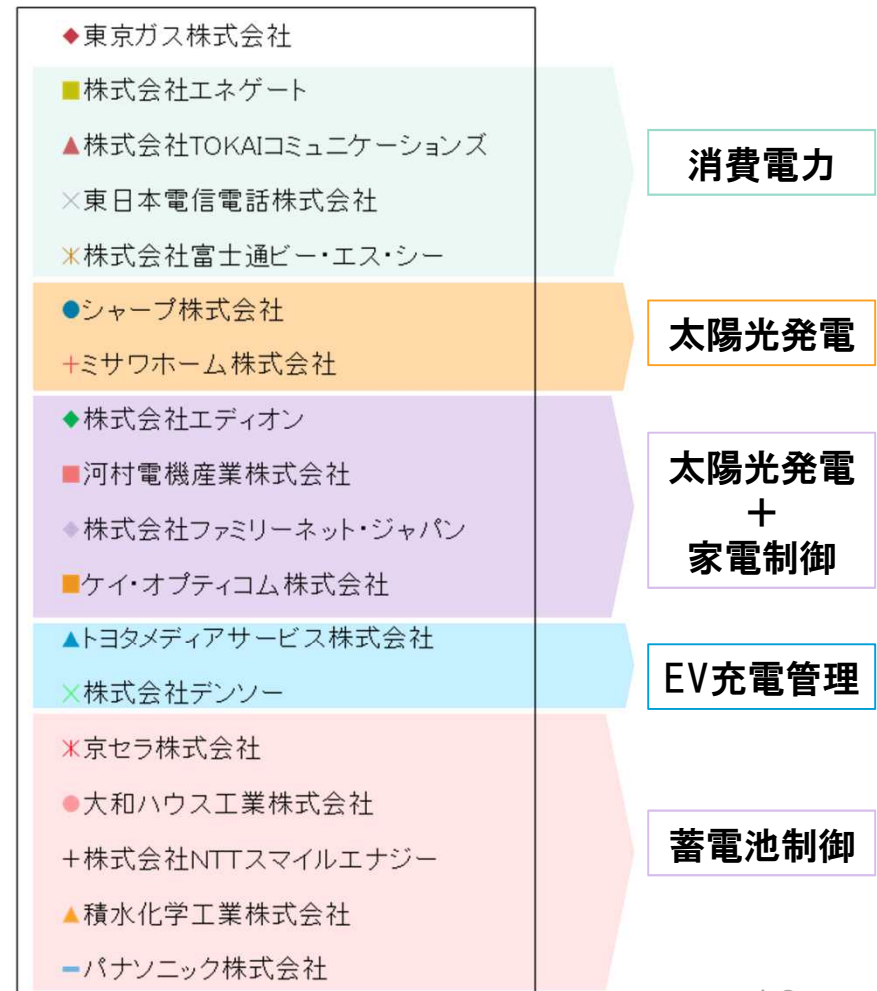 ◆東京ガス株式会社
■株式会社エネゲート
▲株式会社TOKAIコミュニケーションズ
×東日本電信電話株式会社
株式会社富士通ビー・エス・シー
消費電力
●シャープ株式会社
+ミサワホーム株式会社
太陽光発電
◆株式会社エディオン
■河村電機産業株式会社
◆株式会社ファミリーネット・ジャパン
■ケイ・オプティコム株式会社
太陽光発電
＋
家電制御
▲トヨタメディアサービス株式会社
×株式会社デンソー
EV充電管理
京セラ株式会社
●大和ハウス工業株式会社
+株式会社NTTスマイルエナジー
▲積水化学工業株式会社
パナソニック株式会社
蓄電池制御